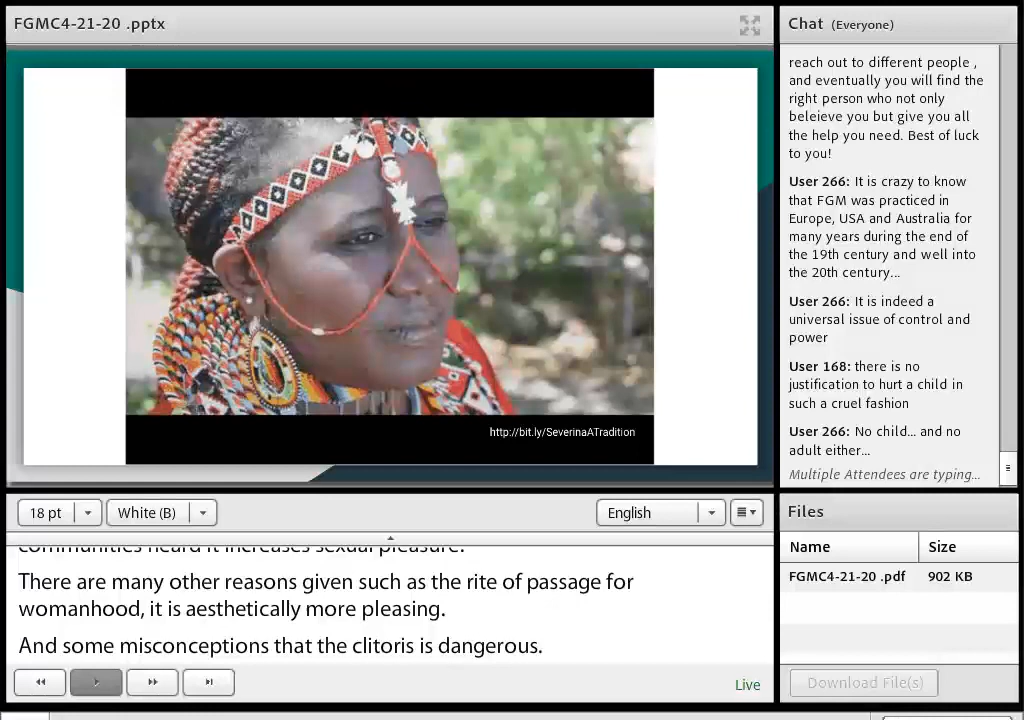 FGMC4-21-20 .pptx
http://bit.ly/SeverinaATradition
18 pt
White (B)
English
communities heard it increases sexual pleasure.
There are many other reasons given such as the rite of passage for
womanhood, it is aesthetically more pleasing.
And some misconceptions that the clitoris is dangerous.
Live
Chat (Everyone)
reach out to different people ,
and eventually you will find the
right person who not only
beleieve you but give you all
the help you need. Best of luck
to you!
User 266: It is crazy to know
that FGM was practiced in
Europe, USA and Australia for
many years during the end of
the 19th century and well into
the 20th century...
User 266: It is indeed a
universal issue of control and
power
User 168: there is no
justification to hurt a child in
such a cruel fashion
User 266: No child... and no
adult either...
Multiple Attendees are typing...
Files
Name Size
FGMC4-21-20 .pdf 902 KB
Download File(s)